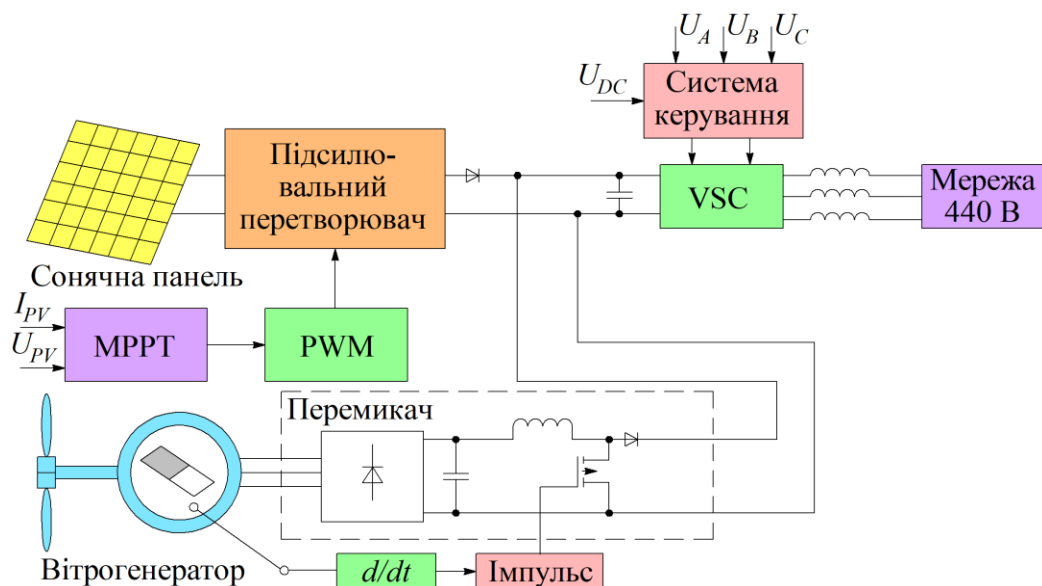 U_A U_B U_C
U_DC
Система
керування
Підсилю-
вальний
перетворювач
VSC
Мережа
440 В
Сонячна панель
I_PV
U_PV
MPPT
PWM
Перемикач
Вітрогенератор
d/dt
Імпульс